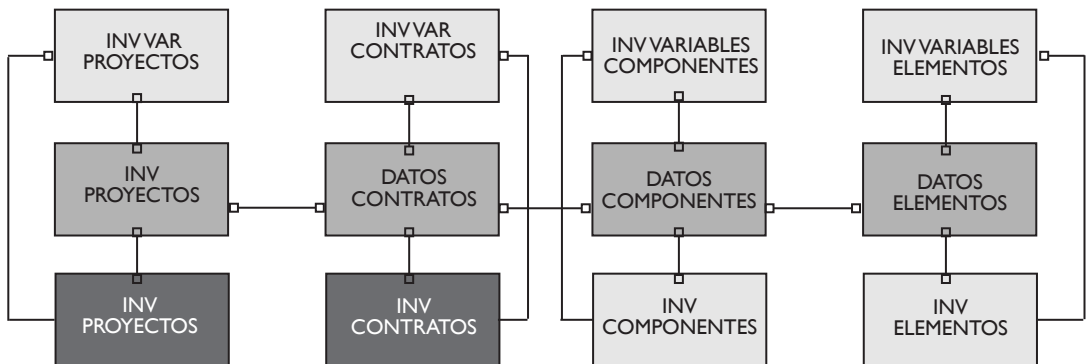 INV VAR
PROYECTOS
INV VAR
CONTRATOS
INV VARIABLES
COMPONENTES
INV VARIABLES
ELEMENTOS
INV
PROYECTOS
DATOS
CONTRATOS
DATOS
COMPONENTES
DATOS
ELEMENTOS
INV
PROYECTOS
INV
CONTRATOS
INV
COMPONENTES
INV
ELEMENTOS